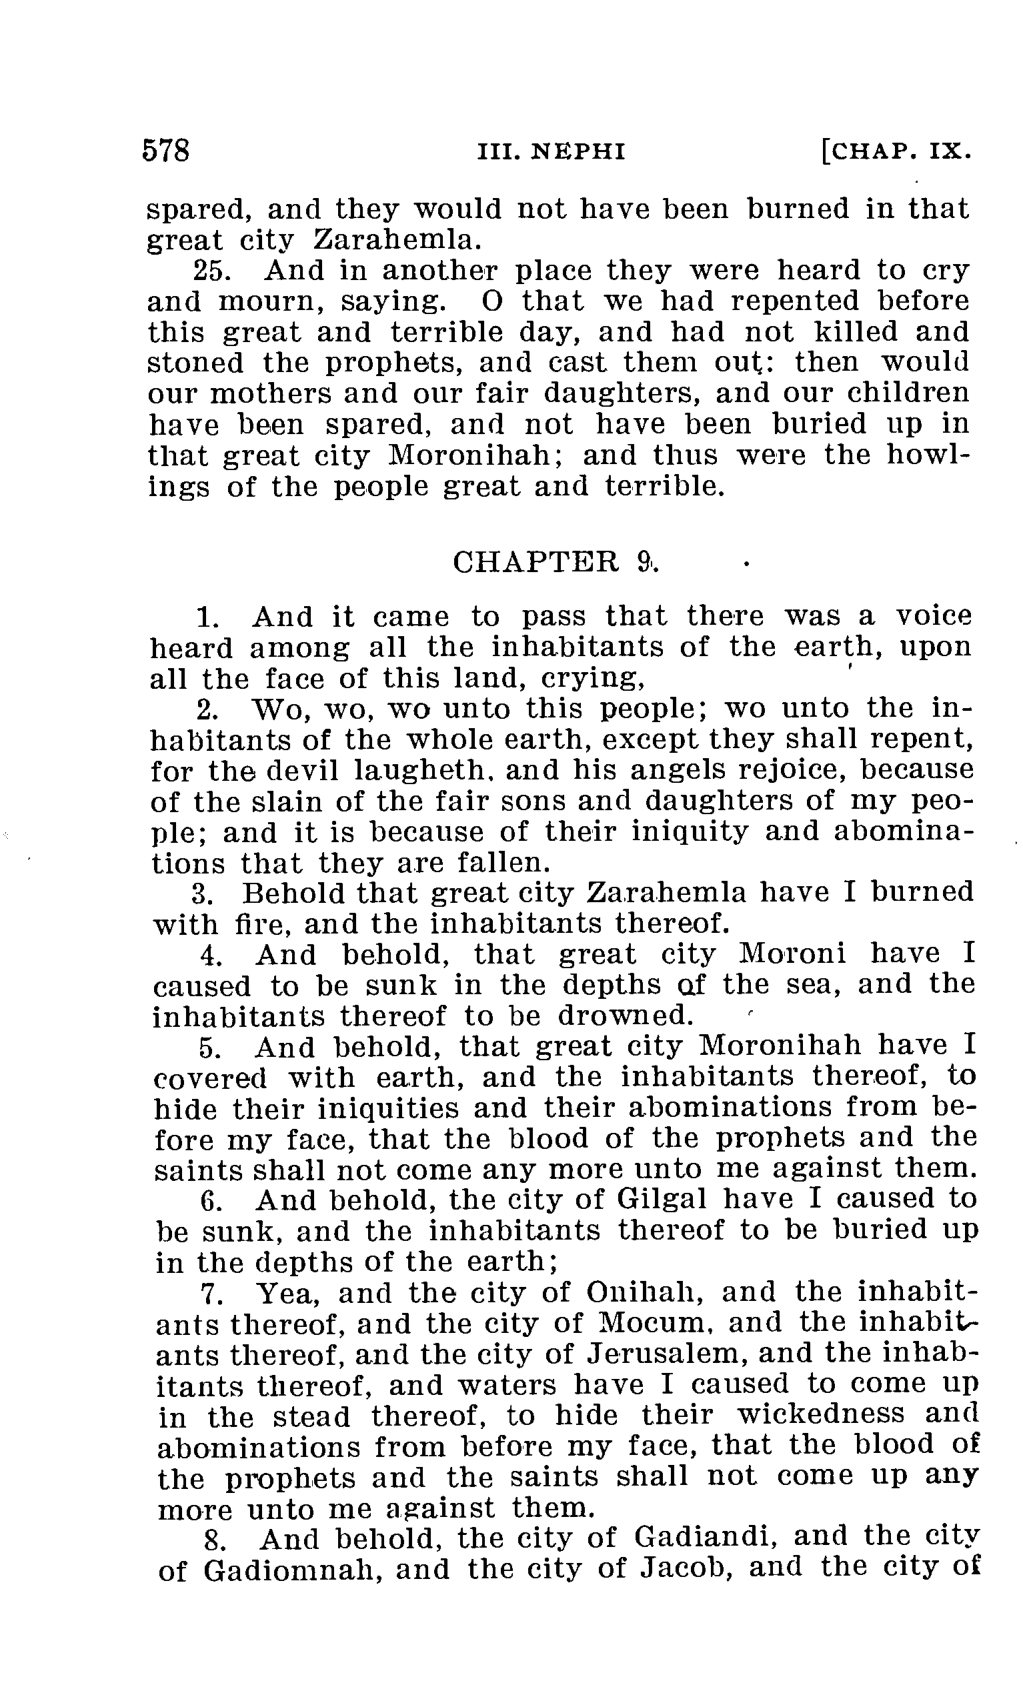 578 III. NEPHI [CHAP. IX.
spared, and they would not have been burned in that
great city Zarahemla.
25. And in another place they were heard to cry
and mourn, saying. O that we had repented before
this great and terrible day, and had not killed and
stoned the prophets, and cast them out: then would
our mothers and our fair daughters, and our children
have been spared, and not have been buried up in
that great city Moronihah; and thus were the howl-
ings of the people great and terrible.
CHAPTER 9.
1. And it came to pass that there was a voice
heard among all the inhabitants of the earth, upon
all the face of this land, crying,
2. Wo, wo, wo unto this people; wo unto the in-
habitants of the whole earth, except they shall repent,
for the devil laugheth, and his angels rejoice, because
of the slain of the fair sons and daughters of my peo-
ple; and it is because of their iniquity and abomina-
tions that they are fallen.
3. Behold that great city Zarahemla have I burned
with fire, and the inhabitants thereof.
4. And behold, that great city Moroni have I
caused to be sunk in the depths of the sea, and the
inhabitants thereof to be drowned.
5. And behold, that great city Moronihah have I
covered with earth, and the inhabitants thereof, to
hide their iniquities and their abominations from be-
fore my face, that the blood of the prophets and the
saints shall not come any more unto me against them.
6. And behold, the city of Gilgal have I caused to
be sunk, and the inhabitants thereof to be buried up
in the depths of the earth;
7. Yea, and the city of Onihah, and the inhabit-
ants thereof, and the city of Mocum, and the inhabit-
ants thereof, and the city of Jerusalem, and the inhab-
itants thereof, and waters have I caused to come up
in the stead thereof, to hide their wickedness and
abominations from before my face, that the blood of
the prophets and the saints shall not come up any
more unto me against them.
8. And behold, the city of Gadiandi, and the city
of Gadiomnah, and the city of Jacob, and the city of